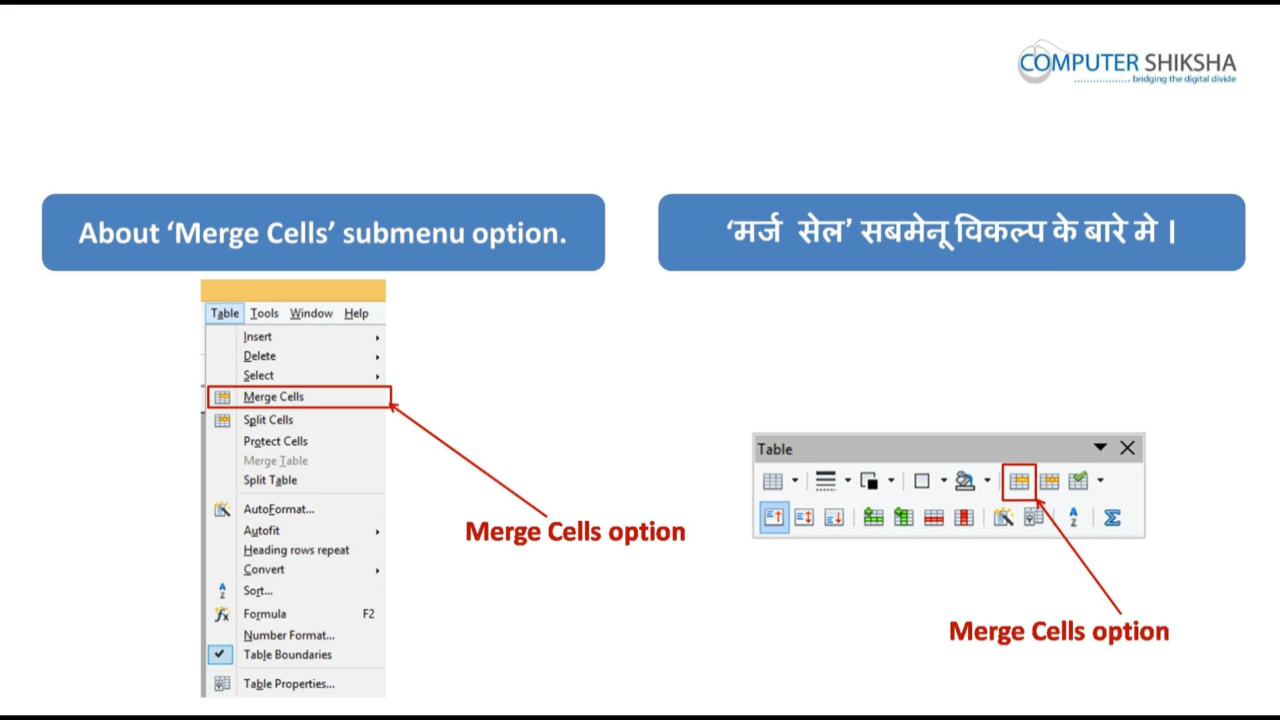 COMPUTER SHIKSHA
bridging the digital divide
About ‘Merge Cells’ submenu option.
‘मर्ज सेल’ सबमेनू विकल्प के बारे मे |
Table Tools Window Help
Insert
Delete
Select
Merge Cells
Split Cells
Protect Cells
Merge Table
Split Table
AutoFormat...
Autofit
Heading rows repeat
Convert
Sort...
Formula F2
Number Format...
Table Boundaries
Table Properties...
Merge Cells option
Table
Merge Cells option